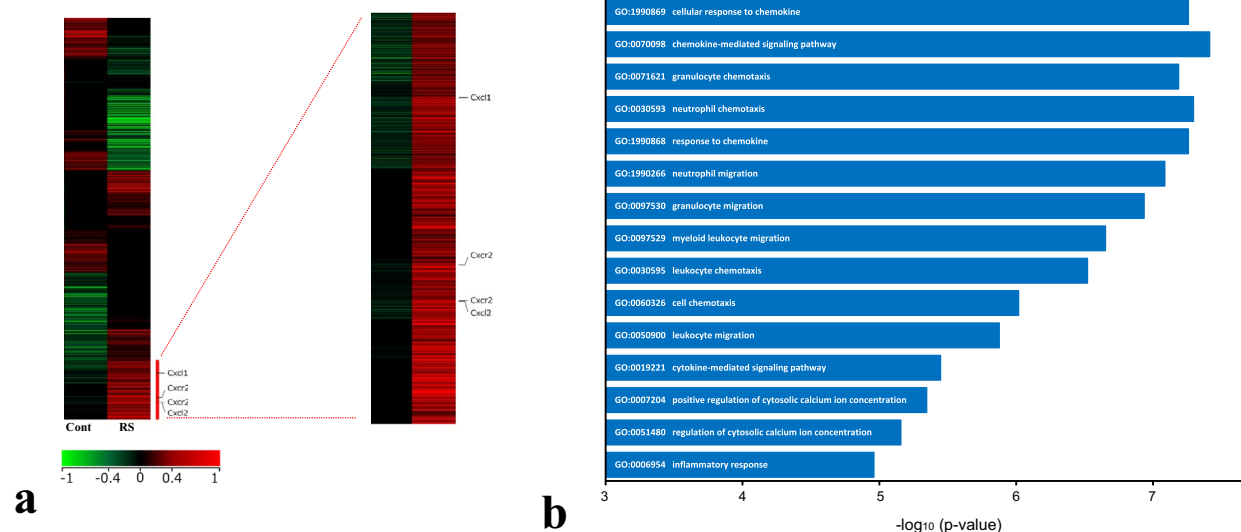 Cxcl1
Cxcr2
Cxcr2
Cxcl2
Cont RS
-1 -0.4 0 0.4 1
a
Cxcl1
Cxcr2
Cxcr2
Cxcl2
GO:1990869 cellular response to chemokine
GO:0070098 chemokine-mediated signaling pathway
GO:0071621 granulocyte chemotaxis
GO:0030593 neutrophil chemotaxis
GO:1990868 response to chemokine
GO:1990266 neutrophil migration
GO:0097530 granulocyte migration
GO:0097529 myeloid leukocyte migration
GO:0030595 leukocyte chemotaxis
GO:0060326 cell chemotaxis
GO:0050900 leukocyte migration
GO:0019221 cytokine-mediated signaling pathway
GO:0007204 positive regulation of cytosolic calcium ion concentration
GO:0051480 regulation of cytosolic calcium ion concentration
GO:0006954 inflammatory response
3 4 5 6 7
-log₁₀ (p-value)
b